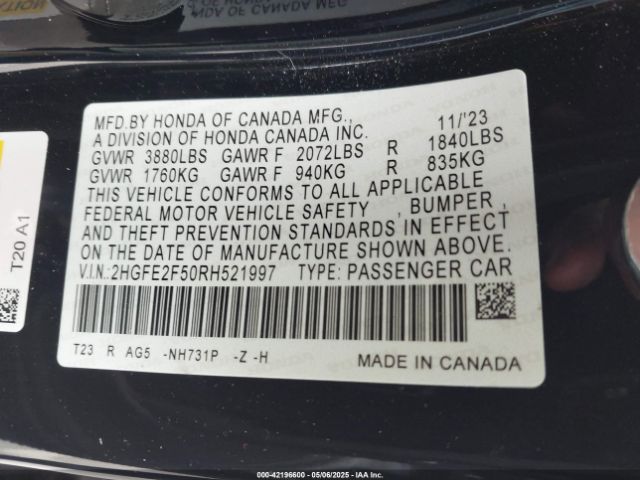 MFD.BY HONDA OF CANADA MFG., 11/'23
A DIVISION OF HONDA CANADA INC.
GVWR 3880LBS GAWR F 2072LBS R 1840LBS
GVWR 1760KG GAWR F 940KG R 835KG
THIS VEHICLE CONFORMS TO ALL APPLICABLE
FEDERAL MOTOR VEHICLE SAFETY , BUMPER ,
AND THEFT PREVENTION STANDARDS IN EFFECT
ON THE DATE OF MANUFACTURE SHOWN ABOVE.
V.I.N.:2HGFE2F50RH521997 TYPE: PASSENGER CAR
T23 R AG5 -NH731P -Z -H MADE IN CANADA
T20 A1
000-42196600 - 05/06/2025 - IAA Inc.